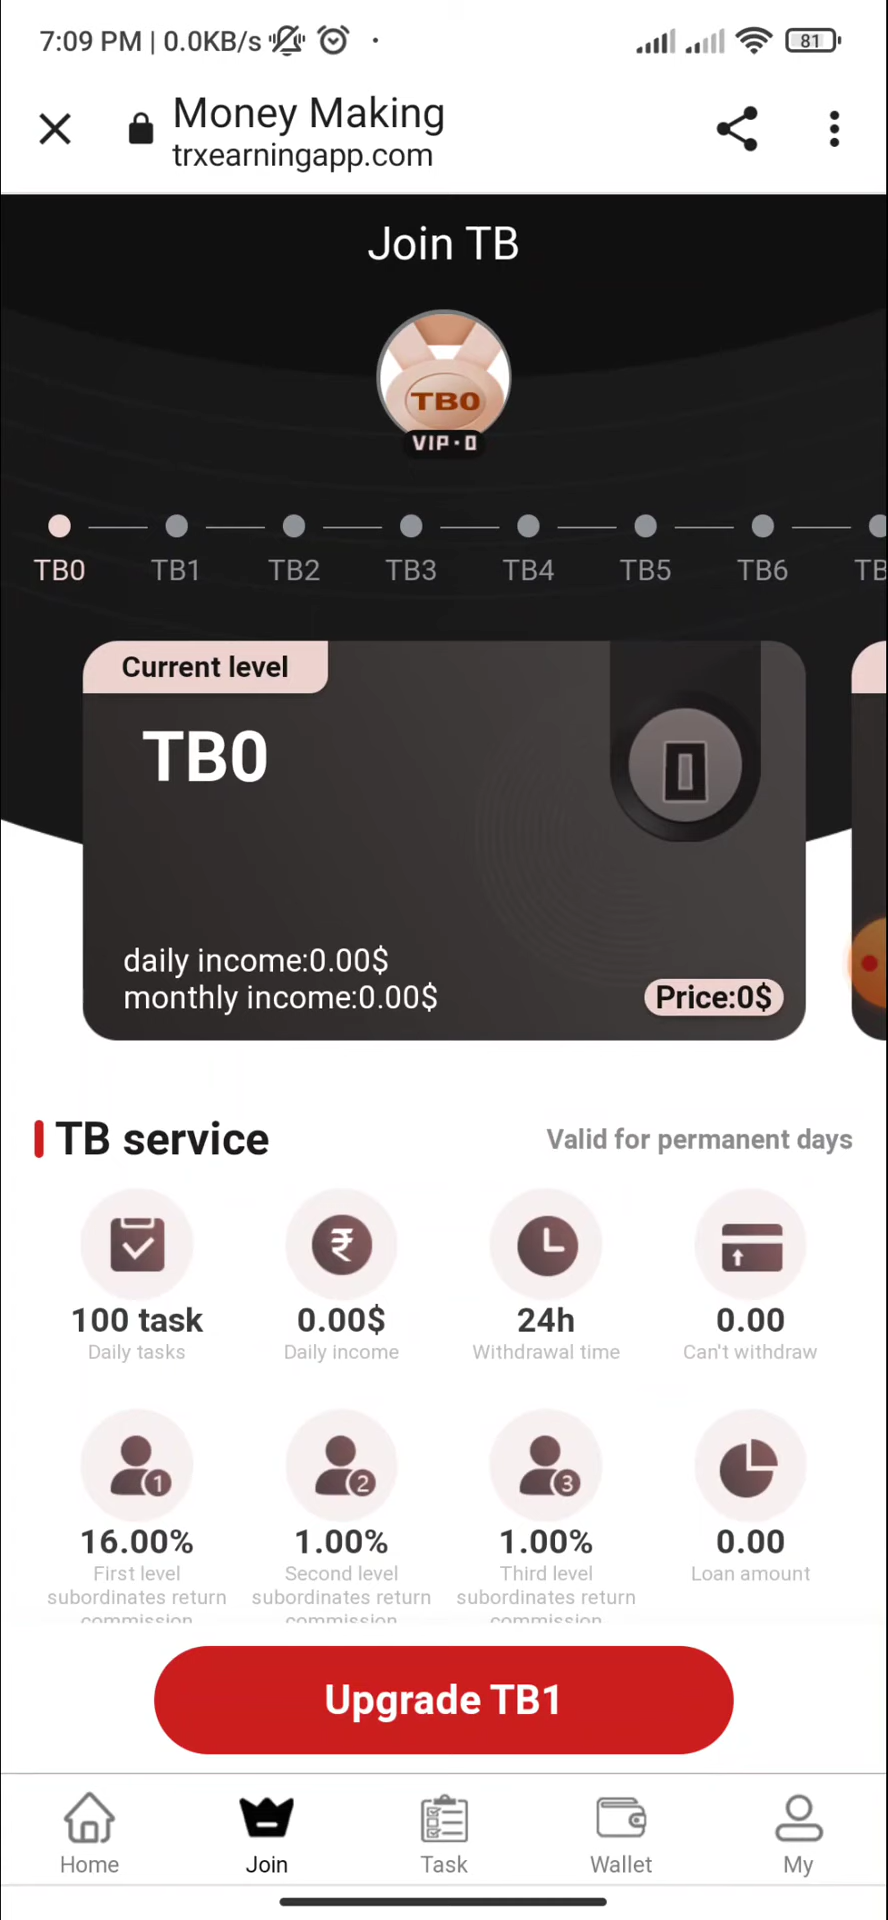 7:09 PM | 0.0KB/s
81
Money Making
trxearningapp.com
Join TB
TB0
VIP·0
TB0 TB1 TB2 TB3 TB4 TB5 TB6 TB
Current level
TB0
0
daily income:0.00$
monthly income:0.00$
Price:0$
TB service
Valid for permanent days
₹
100 task 0.00$ 24h 0.00
Daily tasks Daily income Withdrawal time Can't withdraw
1 2 3
16.00% 1.00% 1.00% 0.00
First level Second level Third level Loan amount
subordinates return subordinates return subordinates return
commission commission commission
Upgrade TB1
Home Join Task Wallet My